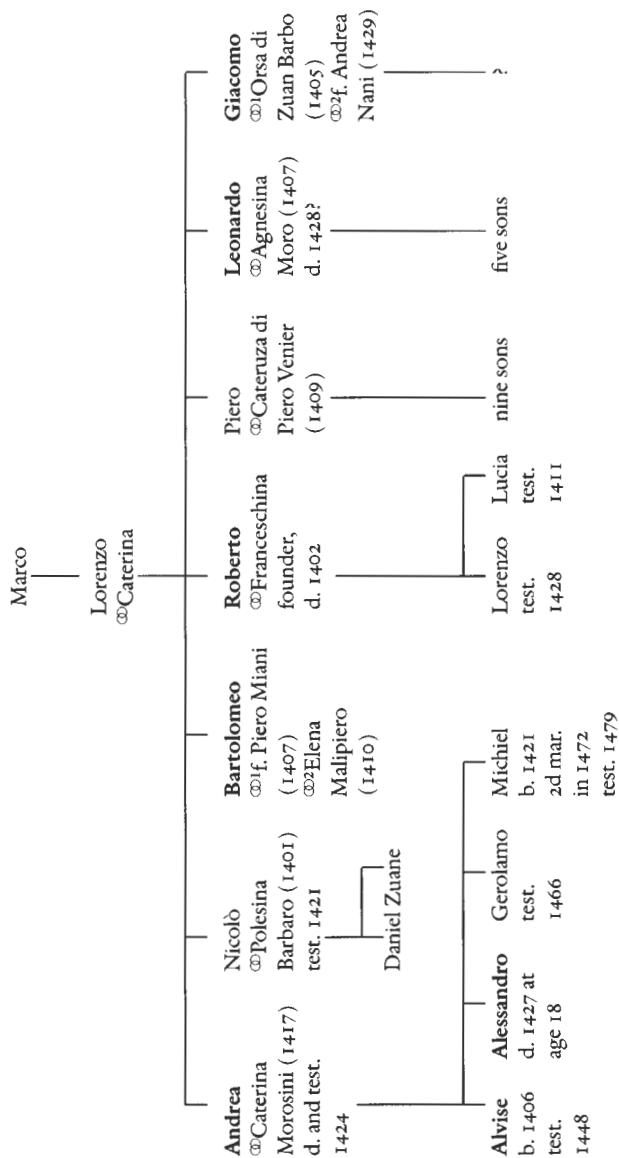 Marco
Lorenzo
⚭Caterina
Andrea
⚭Caterina
Morosini (1417)
d. and test.
1424
Nicolò
⚭Polesina
Barbaro (1401)
test. 1421
Bartolomeo
⚭¹f. Piero Miani
(1407)
⚭²Elena
Malipiero
(1410)
Roberto
⚭Franceschina
founder,
d. 1402
Piero
⚭Cateruza di
Piero Venier
(1409)
Leonardo
⚭Agnesina
Moro (1407)
d. 1428?
Giacomo
⚭¹Orsa di
Zuan Barbo
(1405)
⚭²f. Andrea
Nani (1429)
Daniel Zuane
Alvise
b. 1406
test.
1448
Alessandro
d. 1427 at
age 18
Gerolamo
test.
1466
Michiel
b. 1421
2d mar.
in 1472
test. 1479
Lorenzo
test.
1428
Lucia
test.
1411
nine sons
five sons
?